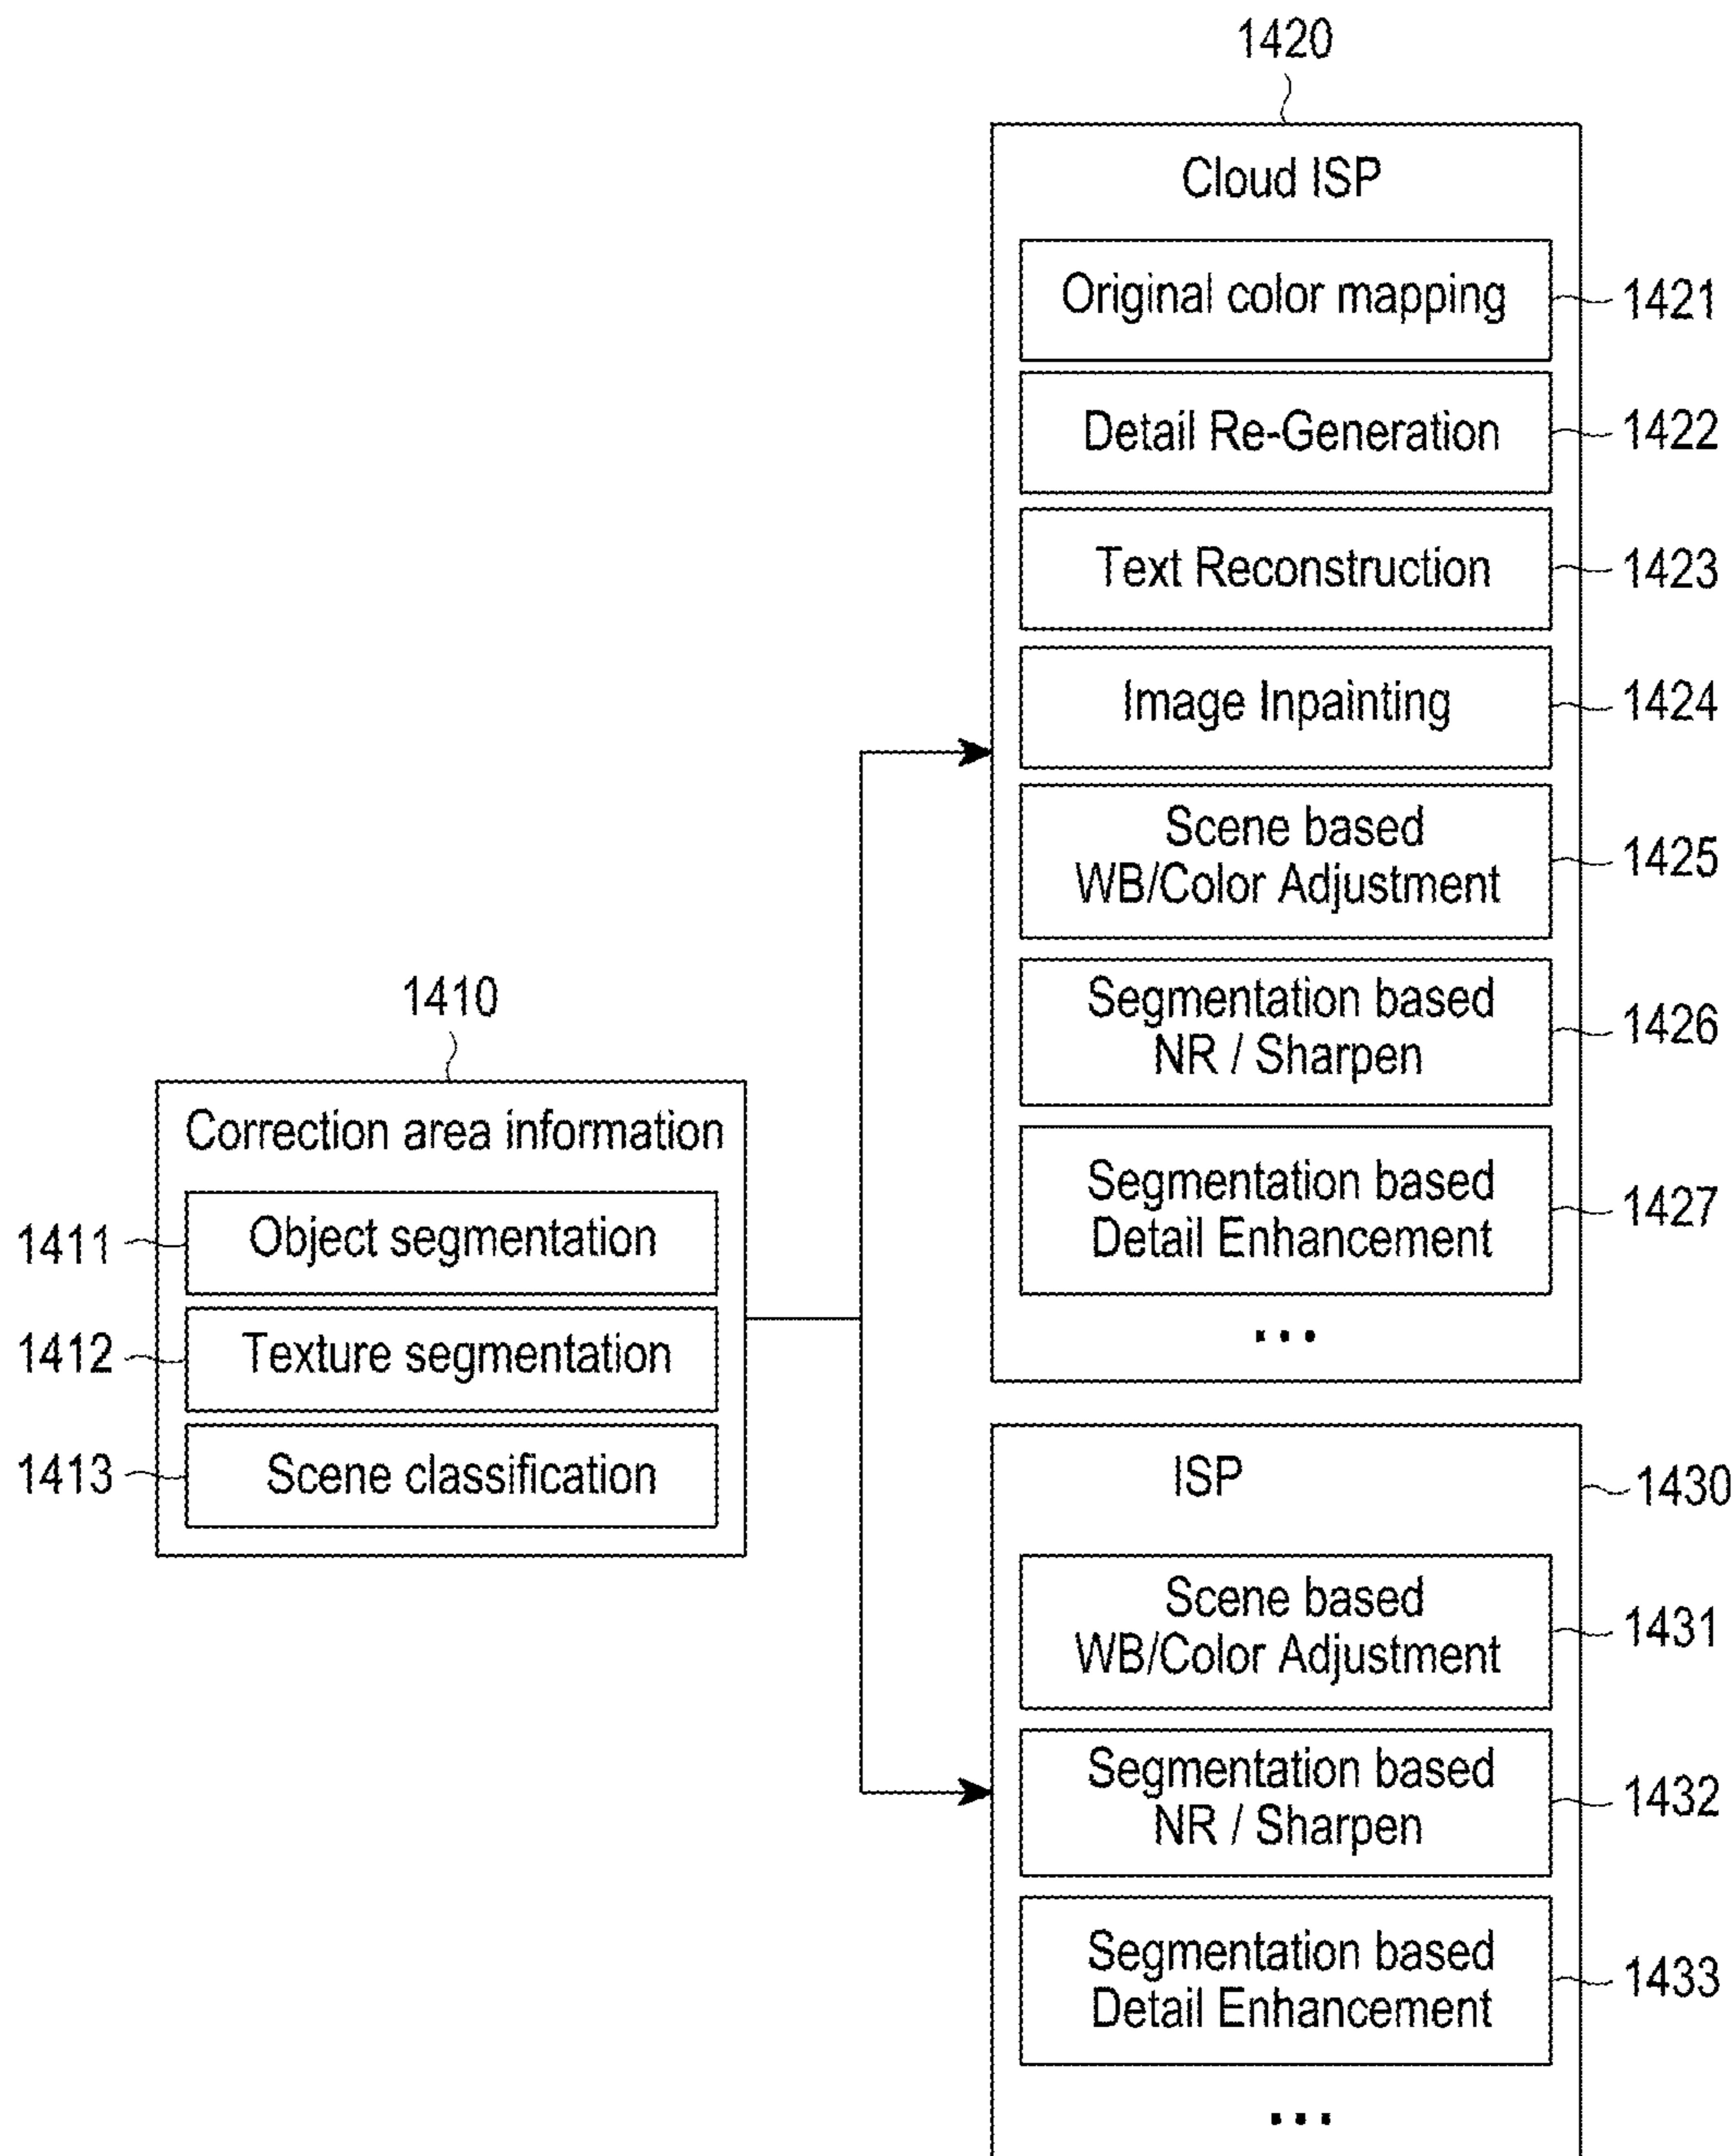 1420
Cloud ISP
Original color mapping
1421
Detail Re-Generation
1422
Text Reconstruction
1423
Image Inpainting
1424
Scene based
WB/Color Adjustment
1425
Segmentation based
NR / Sharpen
1426
Segmentation based
Detail Enhancement
1427
...
1410
Correction area information
1411
Object segmentation
1412
Texture segmentation
1413
Scene classification
ISP
1430
Scene based
WB/Color Adjustment
1431
Segmentation based
NR / Sharpen
1432
Segmentation based
Detail Enhancement
1433
...